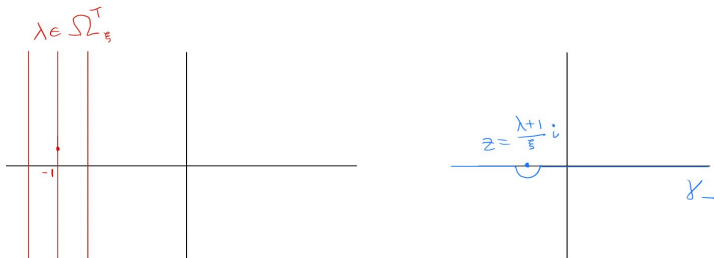 λ ∈ Ω^T_ξ
-1
z = (λ+1)/ξ i
γ_-